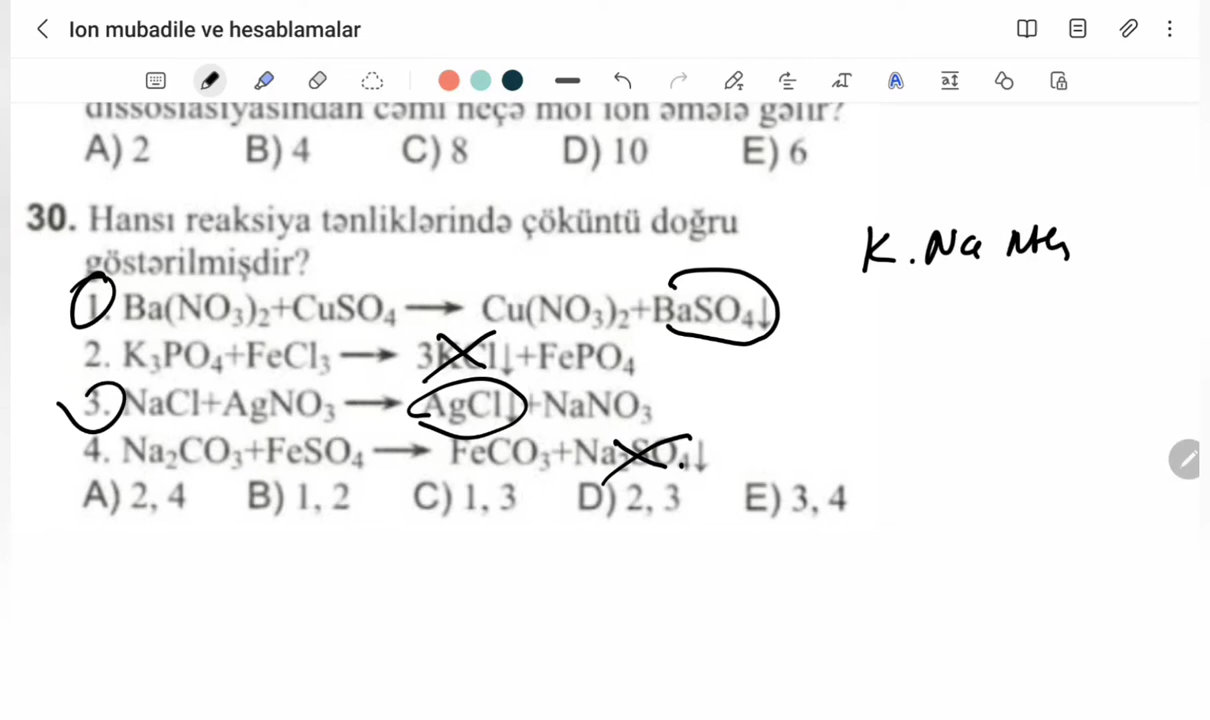 Ion mubadile ve hesablamalar
dissosiasiyasından cəmi neçə mol ion əmələ gəlir?
A) 2 B) 4 C) 8 D) 10 E) 6
30. Hansı reaksiya tənliklərində çöküntü doğru
göstərilmişdir?
K. Na NH₄
1. Ba(NO₃)₂+CuSO₄ → Cu(NO₃)₂+BaSO₄↓
2. K₃PO₄+FeCl₃ → 3KCl↓+FePO₄
3. NaCl+AgNO₃ → AgCl↓+NaNO₃
4. Na₂CO₃+FeSO₄ → FeCO₃+Na₂SO₄↓
A) 2, 4 B) 1, 2 C) 1, 3 D) 2, 3 E) 3, 4